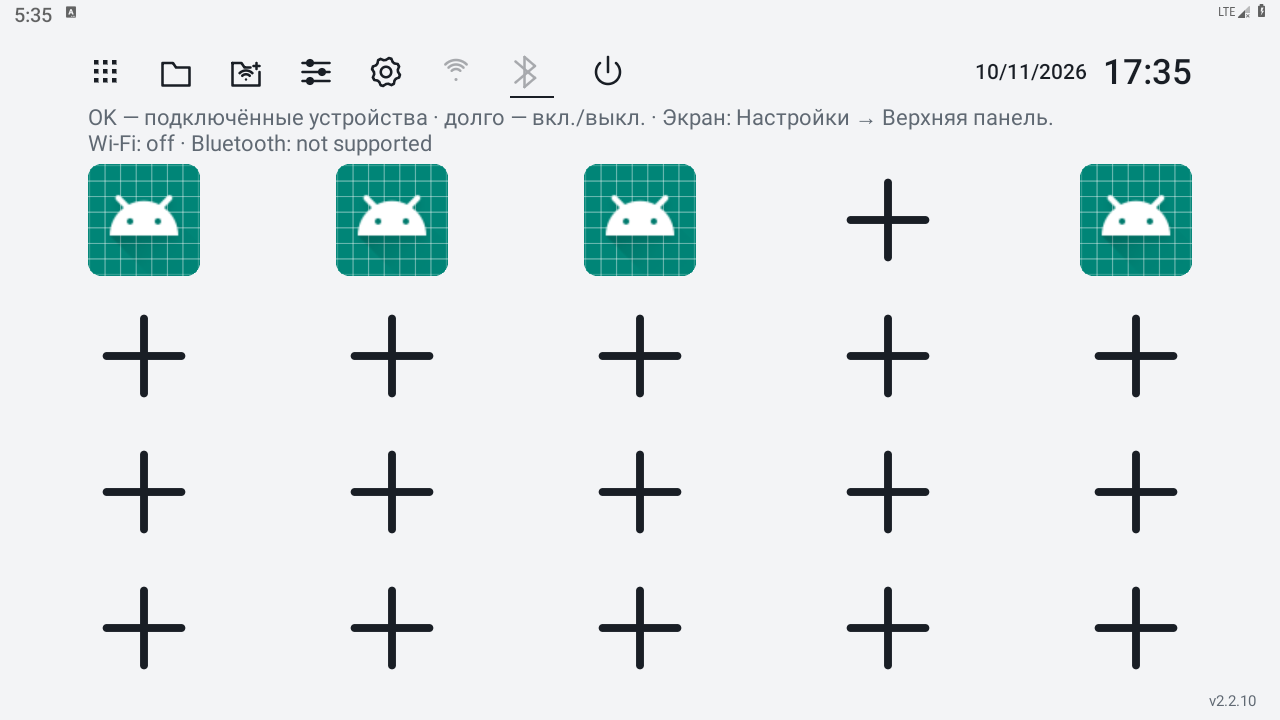 5:35
LTE
10/11/2026 17:35
OK — подключённые устройства · долго — вкл./выкл. · Экран: Настройки → Верхняя панель.
Wi-Fi: off · Bluetooth: not supported
v2.2.10